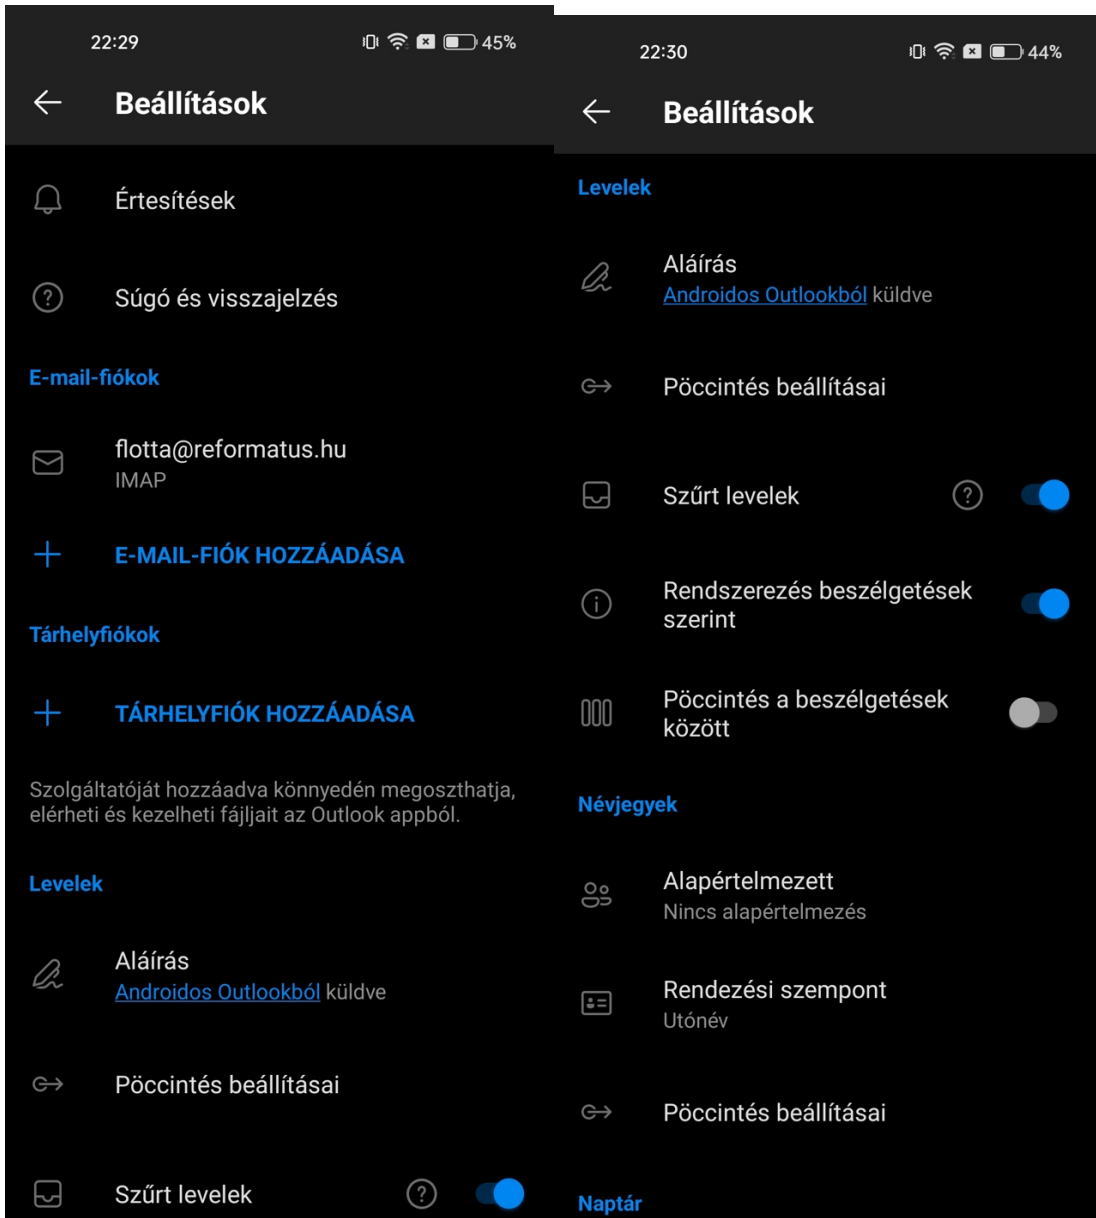 22:29
45%
Beállítások
Értesítések
Súgó és visszajelzés
E-mail-fiókok
flotta@reformatus.hu
IMAP
E-MAIL-FIÓK HOZZÁADÁSA
Tárhelyfiókok
TÁRHELYFIÓK HOZZÁADÁSA
Szolgáltatóját hozzáadva könnyedén megoszthatja,
elérheti és kezelheti fájljait az Outlook appból.
Levelek
Aláírás
Androidos Outlookból küldve
Pöccintés beállításai
Szűrt levelek
22:30
44%
Beállítások
Levelek
Aláírás
Androidos Outlookból küldve
Pöccintés beállításai
Szűrt levelek
Rendszerezés beszélgetések
szerint
Pöccintés a beszélgetések
között
Névjegyek
Alapértelmezett
Nincs alapértelmezés
Rendezési szempont
Utónév
Pöccintés beállításai
Naptár